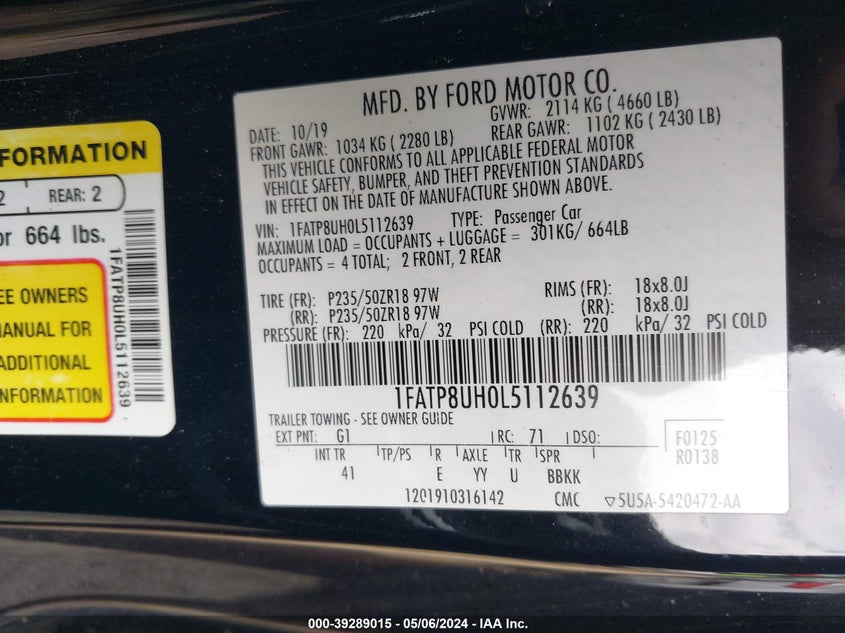 FORMATION
2 REAR: 2
or 664 lbs.
EE OWNERS
MANUAL FOR
ADDITIONAL
INFORMATION
1FATP8UH0L5112639
MFD. BY FORD MOTOR CO.
DATE: 10/19 GVWR: 2114 KG ( 4660 LB)
FRONT GAWR: 1034 KG ( 2280 LB) REAR GAWR: 1102 KG ( 2430 LB)
THIS VEHICLE CONFORMS TO ALL APPLICABLE FEDERAL MOTOR
VEHICLE SAFETY, BUMPER, AND THEFT PREVENTION STANDARDS
IN EFFECT ON THE DATE OF MANUFACTURE SHOWN ABOVE.
VIN: 1FATP8UH0L5112639 TYPE: Passenger Car
MAXIMUM LOAD = OCCUPANTS + LUGGAGE = 301KG/ 664LB
OCCUPANTS = 4 TOTAL; 2 FRONT, 2 REAR
TIRE (FR): P235/50ZR18 97W RIMS (FR): 18x8.0J
(RR): P235/50ZR18 97W (RR): 18x8.0J
PRESSURE (FR): 220 kPa/ 32 PSI COLD (RR): 220 kPa/ 32 PSI COLD
1FATP8UH0L5112639
TRAILER TOWING - SEE OWNER GUIDE
EXT PNT: G1 RC: 71 DSO: F0125
INT TR TP/PS R AXLE TR SPR R0138
41 E YY U BBKK
1201910316142 CMC ▽5U5A-5420472-AA
000-39289015 - 05/06/2024 - IAA Inc.